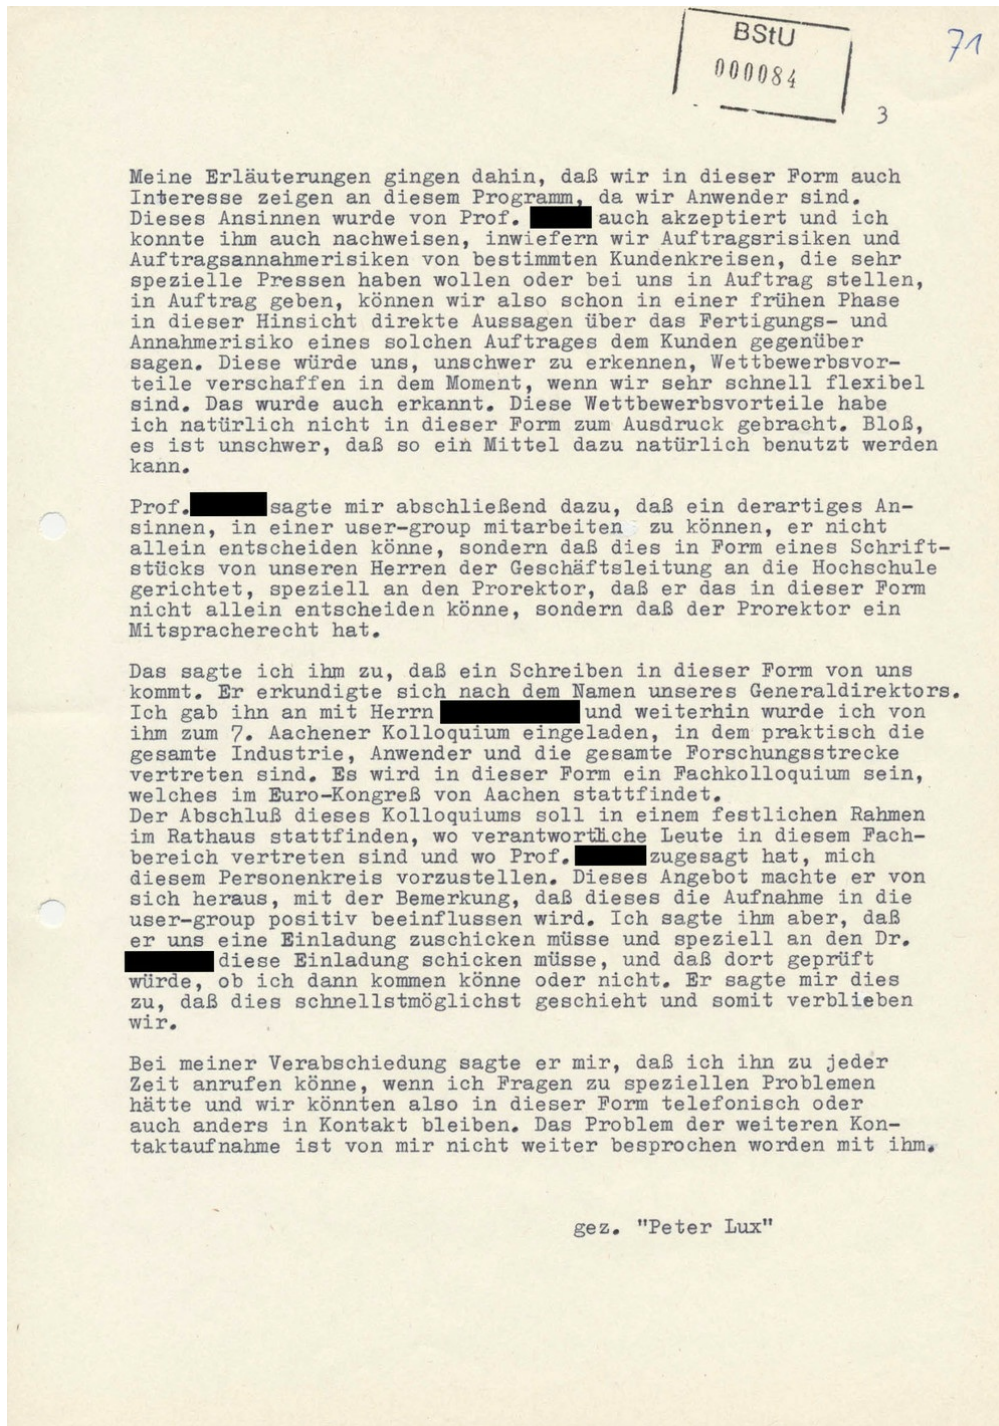 BStU
000084
71
3
Meine Erläuterungen gingen dahin, daß wir in dieser Form auch
Interesse zeigen an diesem Programm, da wir Anwender sind.
Dieses Ansinnen wurde von Prof. auch akzeptiert und ich
konnte ihm auch nachweisen, inwiefern wir Auftragsrisiken und
Auftragsannahmerisiken von bestimmten Kundenkreisen, die sehr
spezielle Pressen haben wollen oder bei uns in Auftrag stellen,
in Auftrag geben, können wir also schon in einer frühen Phase
in dieser Hinsicht direkte Aussagen über das Fertigungs- und
Annahmerisiko eines solchen Auftrages dem Kunden gegenüber
sagen. Diese würde uns, unschwer zu erkennen, Wettbewerbsvor-
teile verschaffen in dem Moment, wenn wir sehr schnell flexibel
sind. Das wurde auch erkannt. Diese Wettbewerbsvorteile habe
ich natürlich nicht in dieser Form zum Ausdruck gebracht. Bloß,
es ist unschwer, daß so ein Mittel dazu natürlich benutzt werden
kann.
Prof. sagte mir abschließend dazu, daß ein derartiges An-
sinnen, in einer user-group mitarbeiten zu können, er nicht
allein entscheiden könne, sondern daß dies in Form eines Schrift-
stücks von unseren Herren der Geschäftsleitung an die Hochschule
gerichtet, speziell an den Prorektor, daß er das in dieser Form
nicht allein entscheiden könne, sondern daß der Prorektor ein
Mitspracherecht hat.
Das sagte ich ihm zu, daß ein Schreiben in dieser Form von uns
kommt. Er erkundigte sich nach dem Namen unseres Generaldirektors.
Ich gab ihn an mit Herrn und weiterhin wurde ich von
ihm zum 7. Aachener Kolloquium eingeladen, in dem praktisch die
gesamte Industrie, Anwender und die gesamte Forschungsstrecke
vertreten sind. Es wird in dieser Form ein Fachkolloquium sein,
welches im Euro-Kongreß von Aachen stattfindet.
Der Abschluß dieses Kolloquiums soll in einem festlichen Rahmen
im Rathaus stattfinden, wo verantwortliche Leute in diesem Fach-
bereich vertreten sind und wo Prof. zugesagt hat, mich
diesem Personenkreis vorzustellen. Dieses Angebot machte er von
sich heraus, mit der Bemerkung, daß dieses die Aufnahme in die
user-group positiv beeinflussen wird. Ich sagte ihm aber, daß
er uns eine Einladung zuschicken müsse und speziell an den Dr.
diese Einladung schicken müsse, und daß dort geprüft
würde, ob ich dann kommen könne oder nicht. Er sagte mir dies
zu, daß dies schnellstmöglichst geschieht und somit verblieben
wir.
Bei meiner Verabschiedung sagte er mir, daß ich ihn zu jeder
Zeit anrufen könne, wenn ich Fragen zu speziellen Problemen
hätte und wir könnten also in dieser Form telefonisch oder
auch anders in Kontakt bleiben. Das Problem der weiteren Kon-
taktaufnahme ist von mir nicht weiter besprochen worden mit ihm.
gez. "Peter Lux"